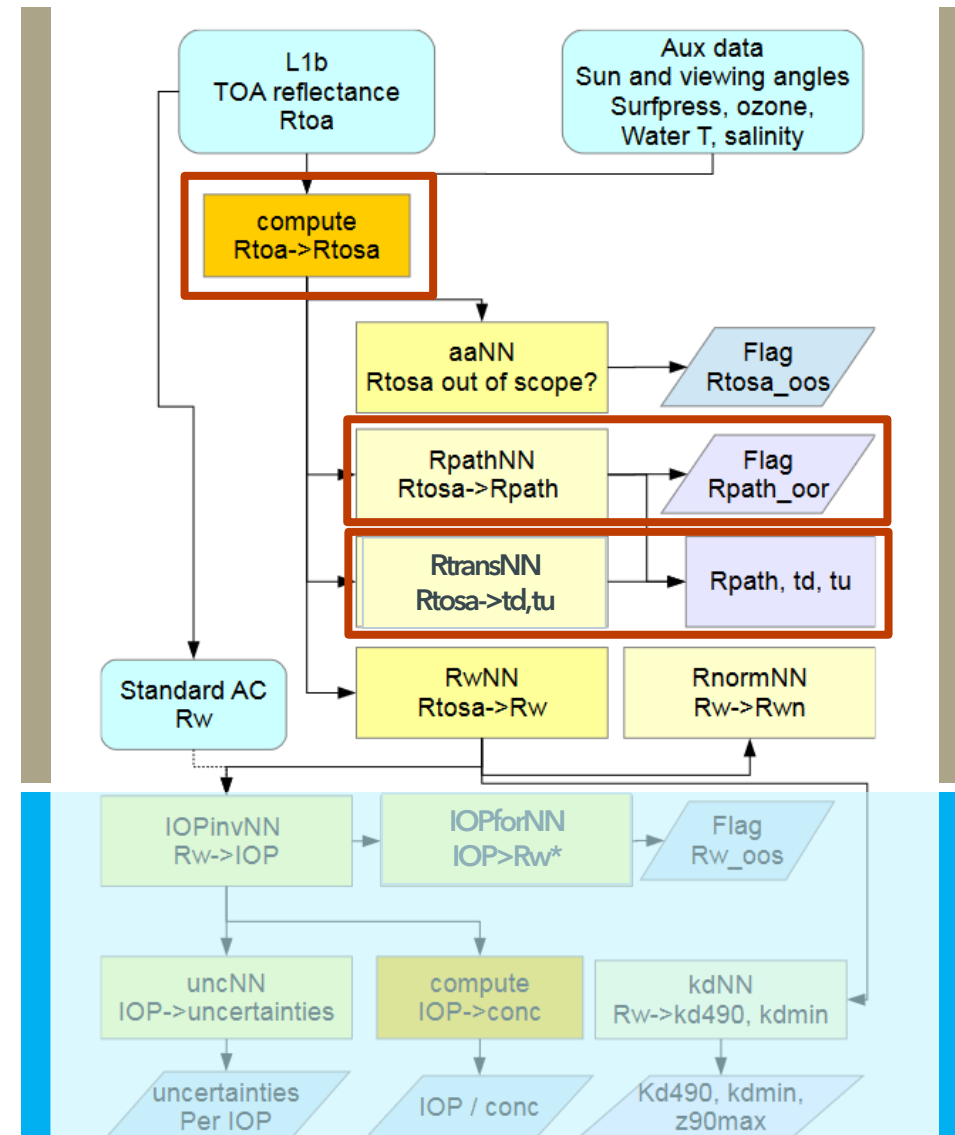 L1b
TOA reflectance
Rtoa
Aux data
Sun and viewing angles
Surfpress, ozone,
Water T, salinity
compute
Rtoa->Rtosa
aaNN
Rtosa out of scope?
Flag
Rtosa_oos
RpathNN
Rtosa->Rpath
Flag
Rpath_oor
RtransNN
Rtosa->td,tu
Rpath, td, tu
Standard AC
Rw
RwNN
Rtosa->Rw
RnormNN
Rw->Rwn
IOPinvNN
Rw->IOP
IOPforNN
IOP>Rw*
Flag
Rw_oos
uncNN
IOP->uncertainties
compute
IOP->conc
kdNN
Rw->kd490, kdmin
uncertainties
Per IOP
IOP / conc
Kd490, kdmin,
z90max